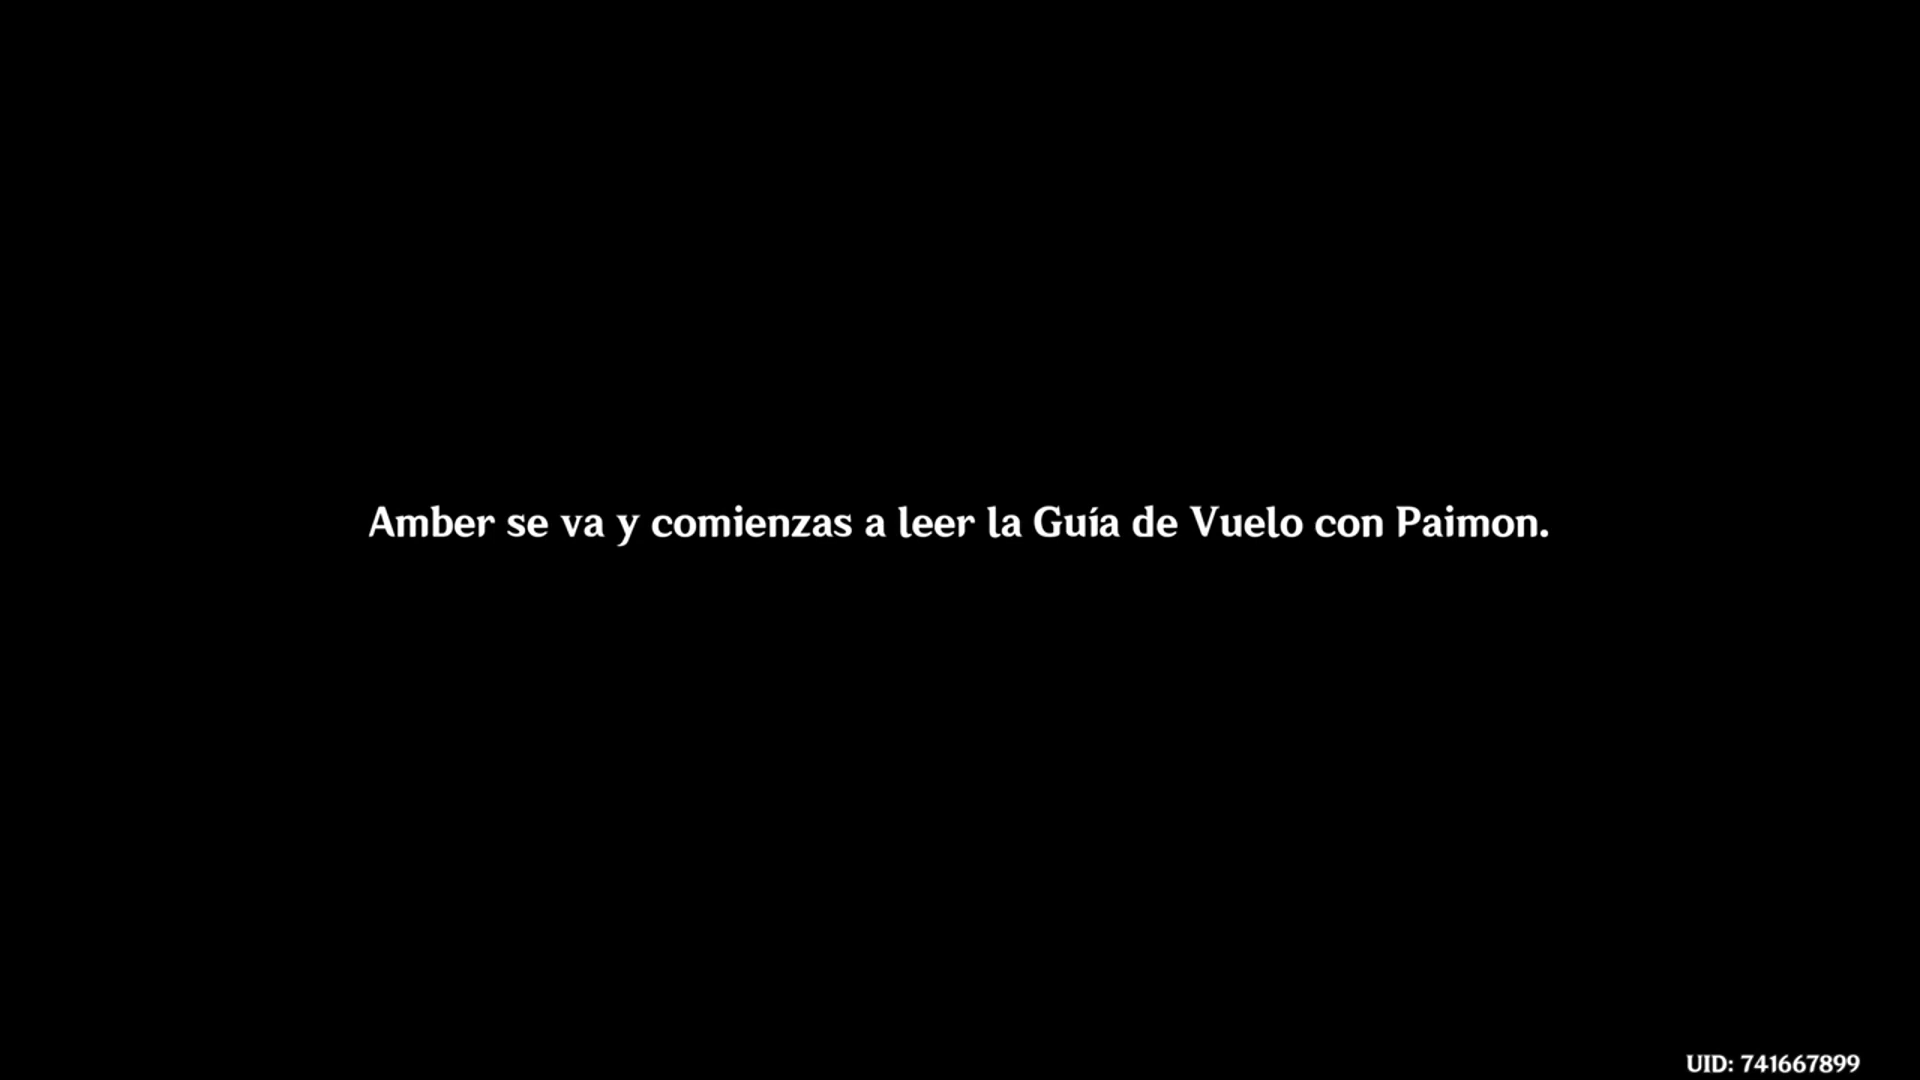 Amber se va y comienzas a leer la Guía de Vuelo con Paimon.
UID: 741667899